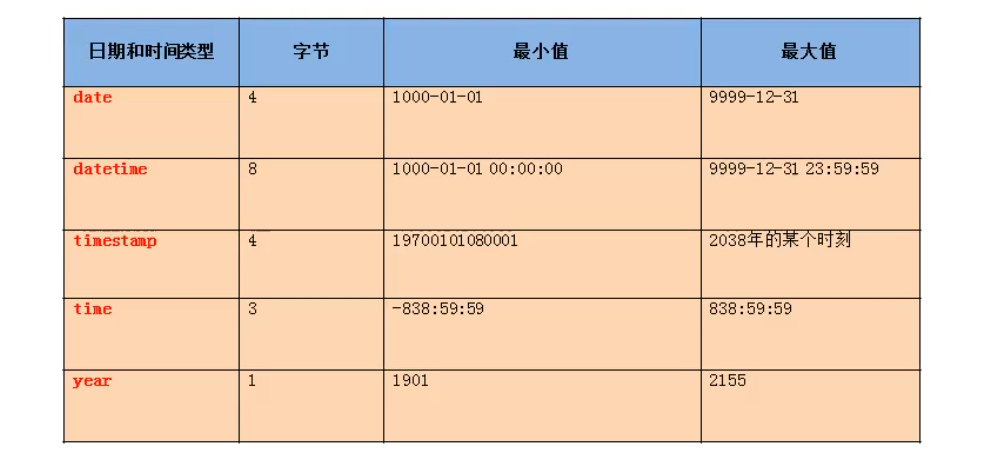 日期和时间类型 字节 最小值 最大值
date 4 1000-01-01 9999-12-31
datetime 8 1000-01-01 00:00:00 9999-12-31 23:59:59
timestamp 4 19700101080001 2038年的某个时刻
time 3 -838:59:59 838:59:59
year 1 1901 2155